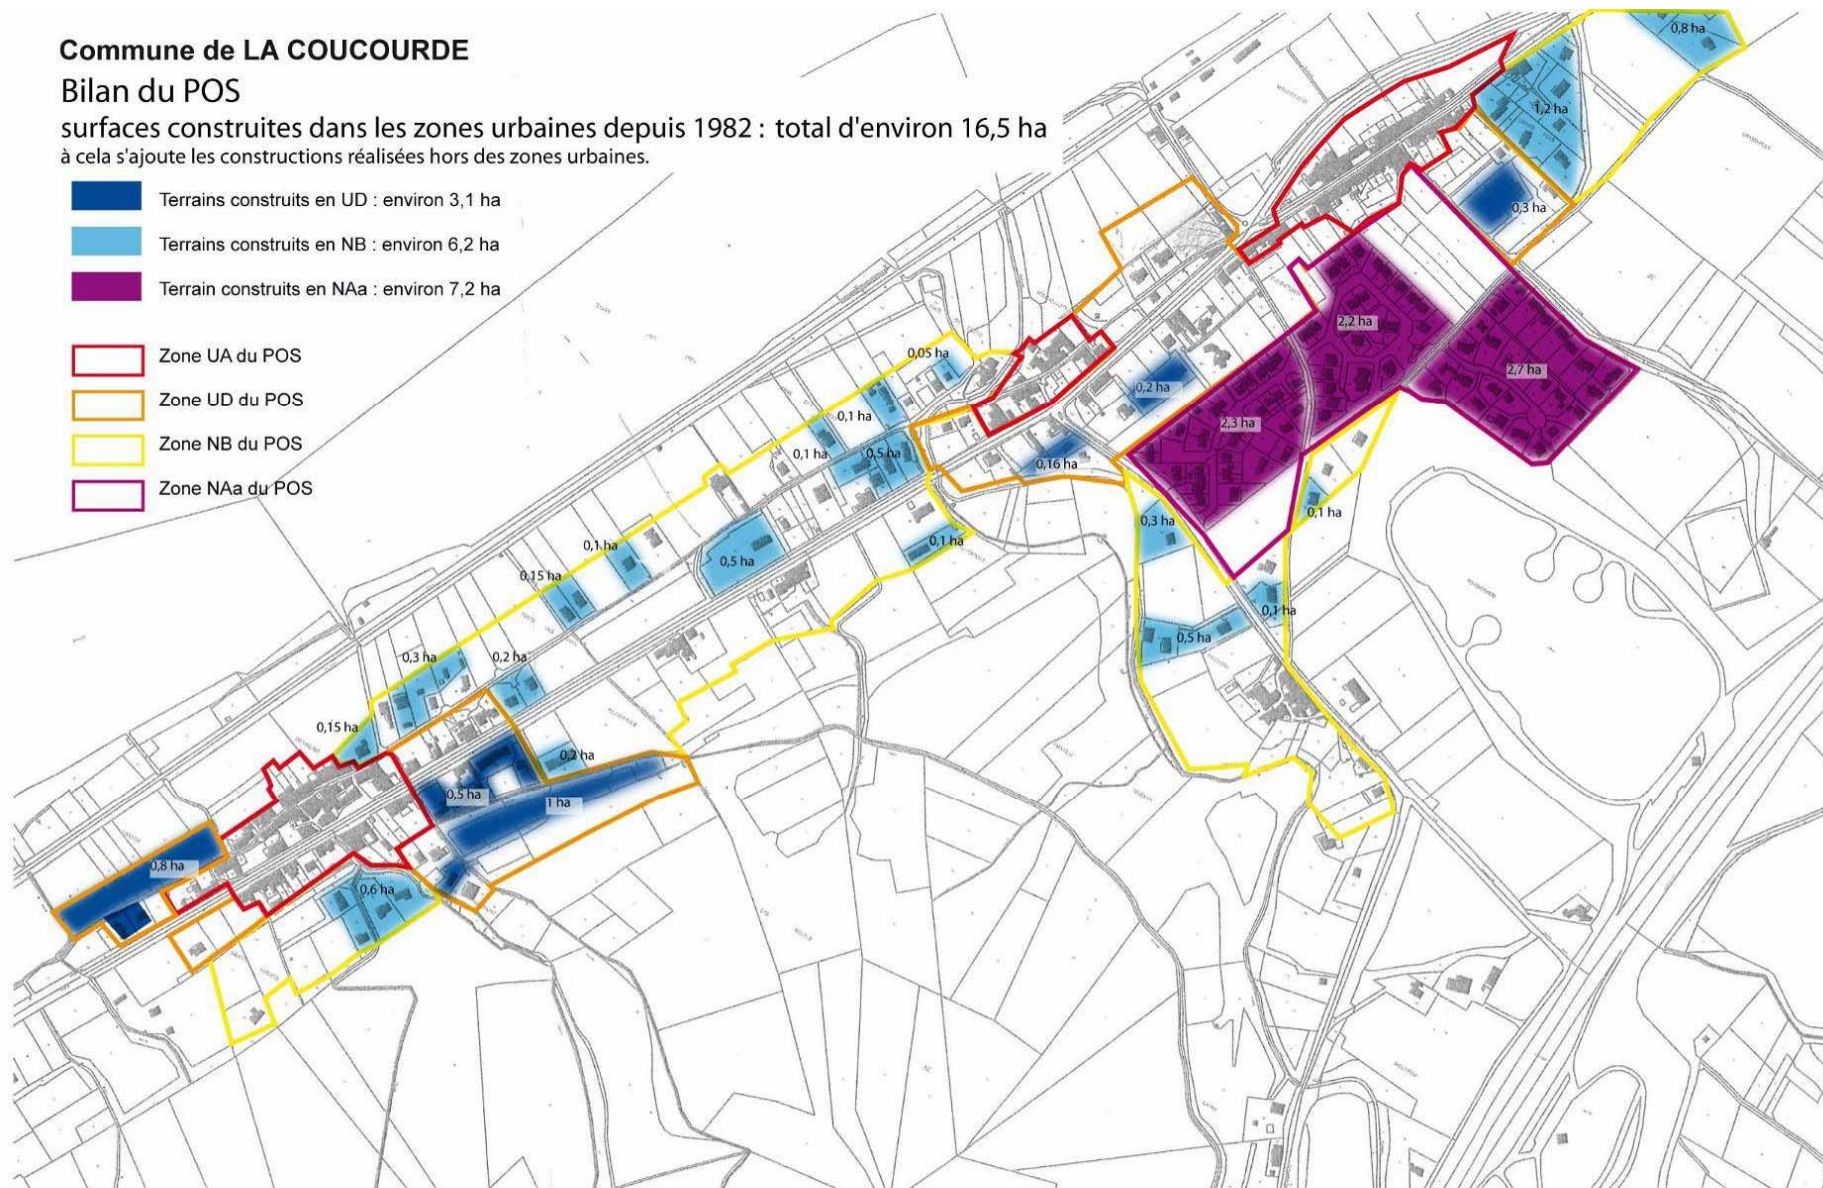 Commune de LA COUCOURDE
Bilan du POS
surfaces construites dans les zones urbaines depuis 1982 : total d'environ 16,5 ha
à cela s'ajoute les constructions réalisées hors des zones urbaines.
Terrains construits en UD : environ 3,1 ha
Terrains construits en NB : environ 6,2 ha
Terrain construits en NAa : environ 7,2 ha
Zone UA du POS
Zone UD du POS
Zone NB du POS
Zone NAa du POS
0,8 ha
1,2 ha
0,3 ha
2,2 ha
2,7 ha
0,05 ha
0,2 ha
0,1 ha
2,3 ha
0,1 ha
0,5 ha
0,16 ha
0,3 ha
0,1 ha
0,1 ha
0,1 ha
0,5 ha
0,15 ha
0,1 ha
0,5 ha
0,3 ha
0,2 ha
0,15 ha
0,2 ha
0,5 ha
1 ha
0,8 ha
0,6 ha